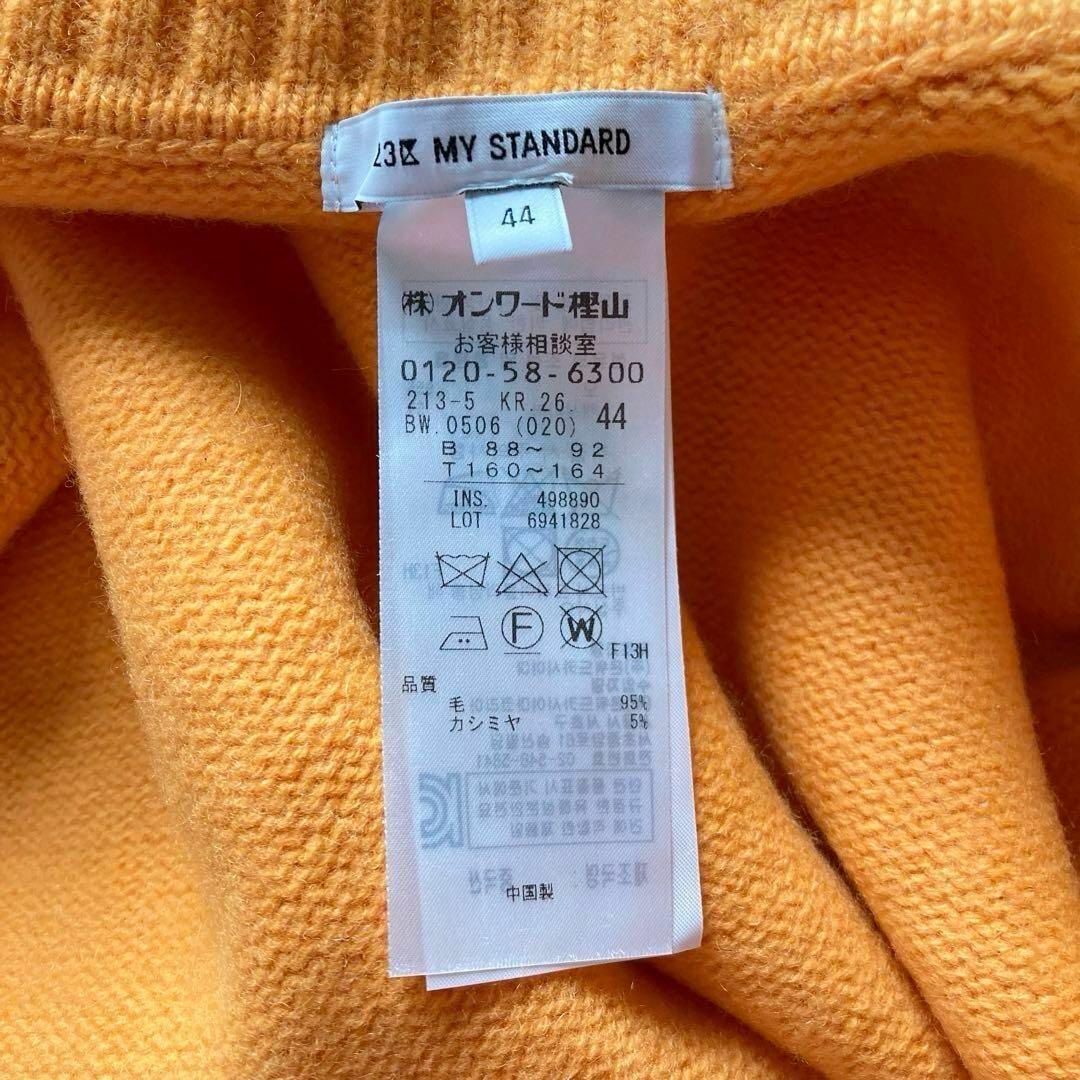 23区 MY STANDARD
44
(株)オンワード樫山
お客様相談室
0120-58-6300
213-5 KR.26.
BW.0506 (020) 44
B 88～ 92
T160～164
INS. 498890
LOT 6941828
F
W
F13H
品質
毛 95%
カシミヤ 5%
中国製